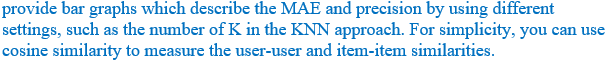 provide bar graphs which describe the MAE and precision by using different
settings, such as the number of K in the KNN approach. For simplicity, you can use
cosine similarity to measure the user-user and item-item similarities.